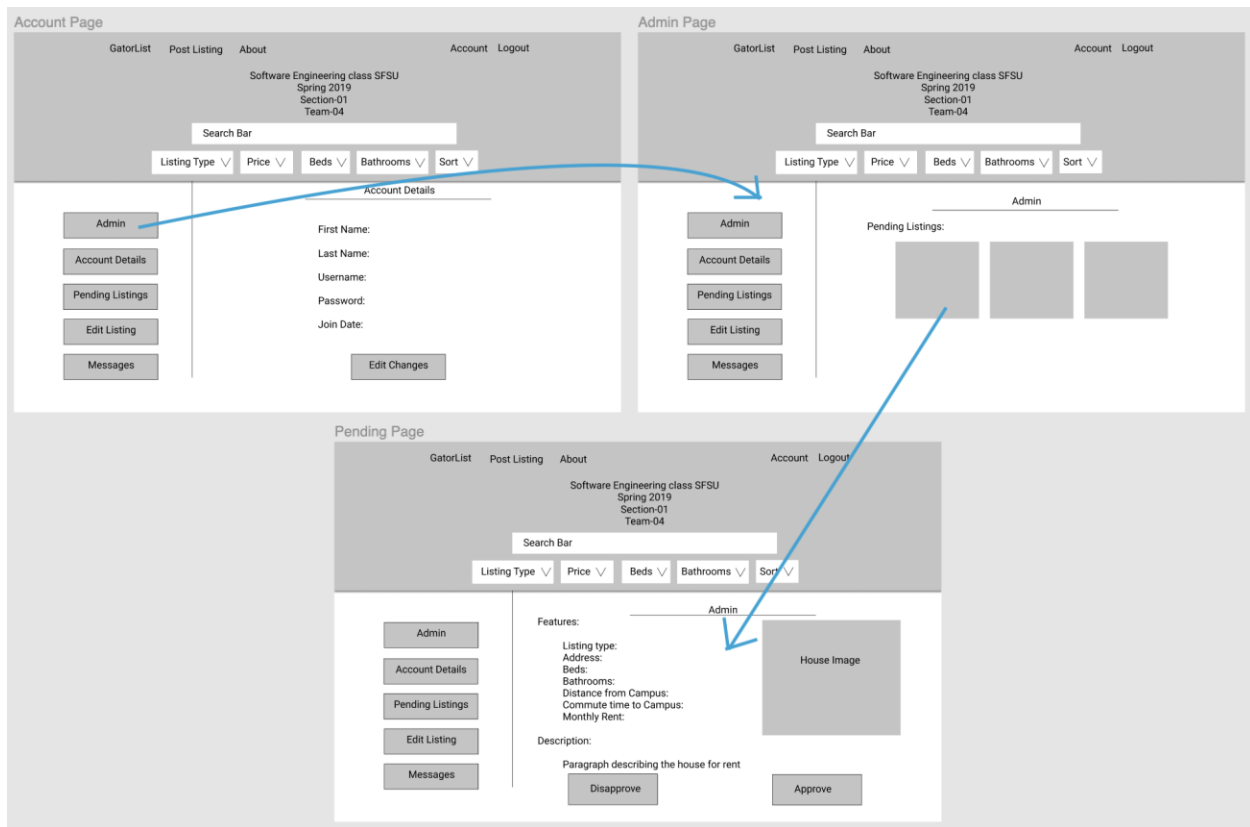 Account Page
GatorList Post Listing About Account Logout
Software Engineering class SFSU
Spring 2019
Section-01
Team-04
Search Bar
Listing Type Price Beds Bathrooms Sort
Account Details
Admin
Account Details
Pending Listings
Edit Listing
Messages
First Name:
Last Name:
Username:
Password:
Join Date:
Edit Changes
Admin Page
GatorList Post Listing About Account Logout
Software Engineering class SFSU
Spring 2019
Section-01
Team-04
Search Bar
Listing Type Price Beds Bathrooms Sort
Admin
Admin
Account Details
Pending Listings
Edit Listing
Messages
Pending Listings:
Pending Page
GatorList Post Listing About Account Logout
Software Engineering class SFSU
Spring 2019
Section-01
Team-04
Search Bar
Listing Type Price Beds Bathrooms Sort
Admin
Admin
Account Details
Pending Listings
Edit Listing
Messages
Features:
Listing type:
Address:
Beds:
Bathrooms:
Distance from Campus:
Commute time to Campus:
Monthly Rent:
House Image
Description:
Paragraph describing the house for rent
Disapprove Approve